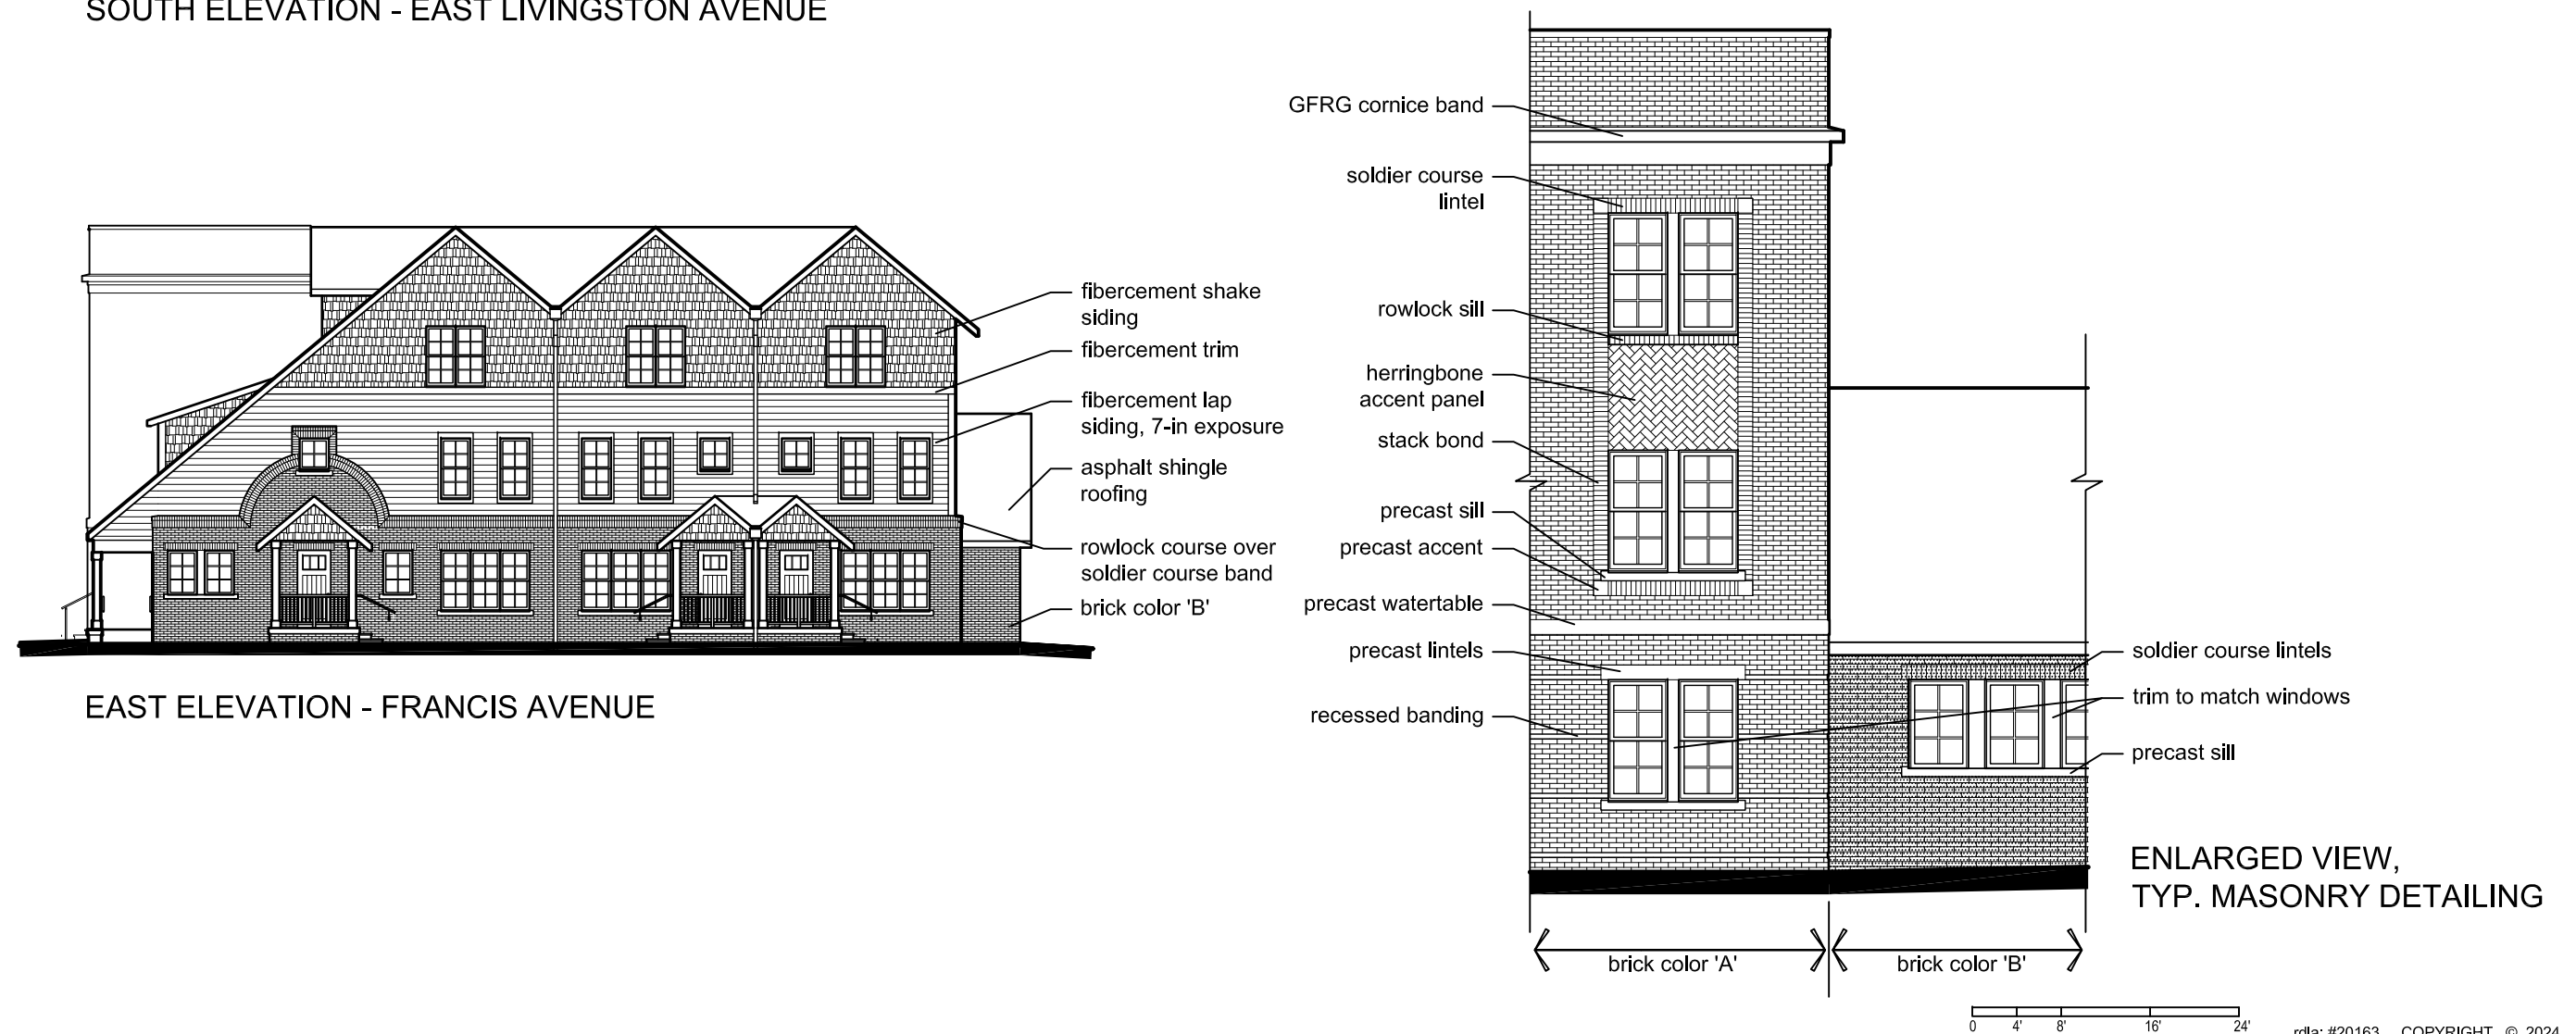 SOUTH ELEVATION - EAST LIVINGSTON AVENUE
fibercement shake
siding
fibercement trim
fibercement lap
siding, 7-in exposure
asphalt shingle
roofing
rowlock course over
soldier course band
brick color 'B'
EAST ELEVATION - FRANCIS AVENUE
GFRG cornice band
soldier course
lintel
rowlock sill
herringbone
accent panel
stack bond
precast sill
precast accent
precast watertable
precast lintels
recessed banding
soldier course lintels
trim to match windows
precast sill
ENLARGED VIEW,
TYP. MASONRY DETAILING
brick color 'A'
brick color 'B'
0 4' 8' 16' 24'
rdla: #20163 COPYRIGHT © 2024